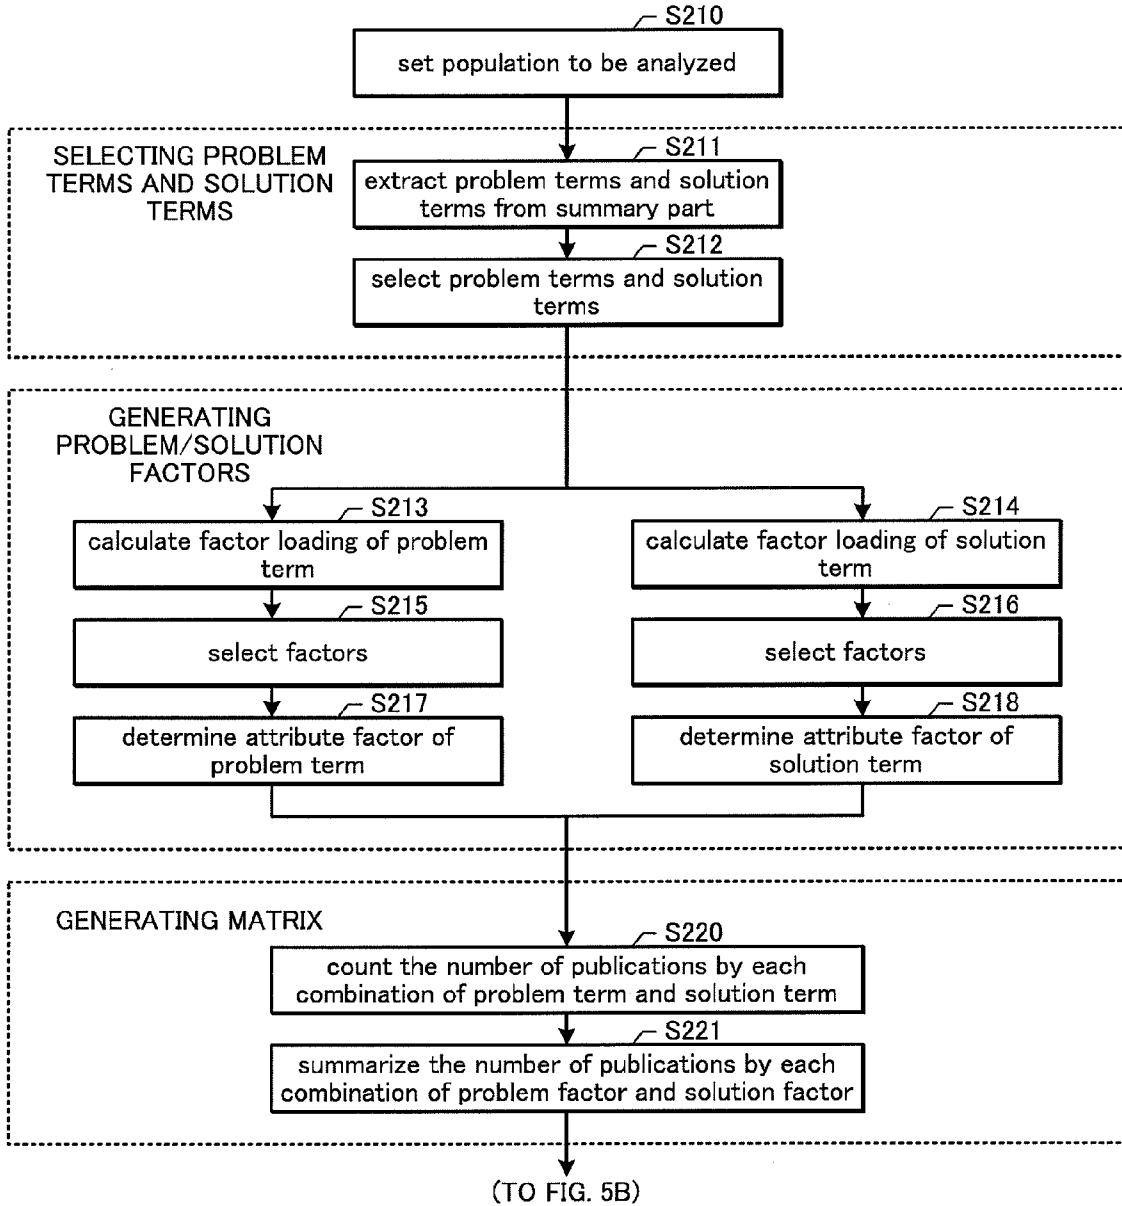 S210
set population to be analyzed
SELECTING PROBLEM
TERMS AND SOLUTION
TERMS
S211
extract problem terms and solution
terms from summary part
S212
select problem terms and solution
terms
GENERATING
PROBLEM/SOLUTION
FACTORS
S213
calculate factor loading of problem
term
S214
calculate factor loading of solution
term
S215
select factors
S216
select factors
S217
determine attribute factor of
problem term
S218
determine attribute factor of
solution term
GENERATING MATRIX
S220
count the number of publications by each
combination of problem term and solution term
S221
summarize the number of publications by each
combination of problem factor and solution factor
(TO FIG. 5B)